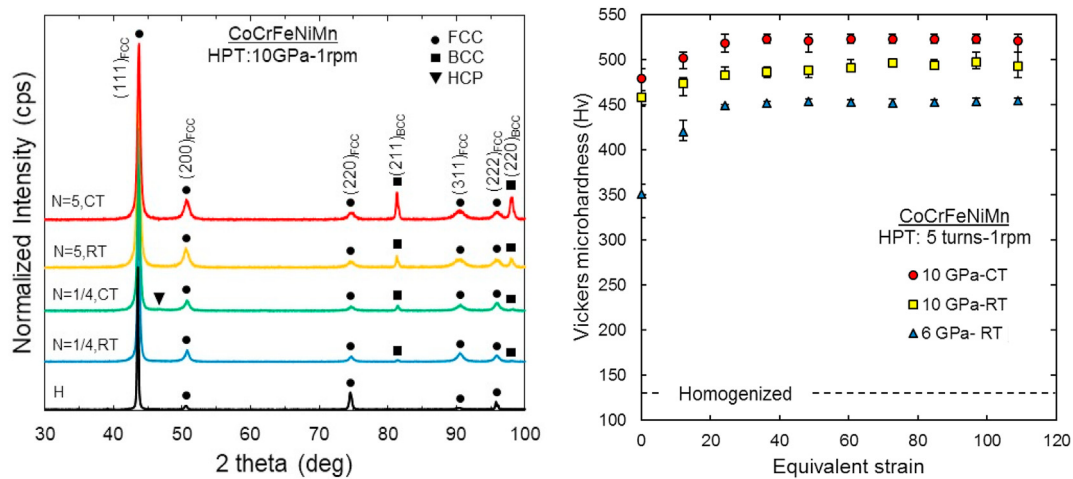 CoCrFeNiMn
HPT:10GPa-1rpm
● FCC
■ BCC
▼ HCP
(111)FCC
(200)FCC
(220)FCC
(211)BCC
(311)FCC
(222)FCC
(220)BCC
N=5,CT
N=5,RT
N=1/4,CT
N=1/4,RT
H
Normalized Intensity (cps)
30 40 50 60 70 80 90 100
2 theta (deg)
550
500
450
400
350
300
250
200
150
100
Vickers microhardness (Hv)
CoCrFeNiMn
HPT: 5 turns-1rpm
10 GPa-CT
10 GPa-RT
6 GPa- RT
Homogenized
0 20 40 60 80 100 120
Equivalent strain